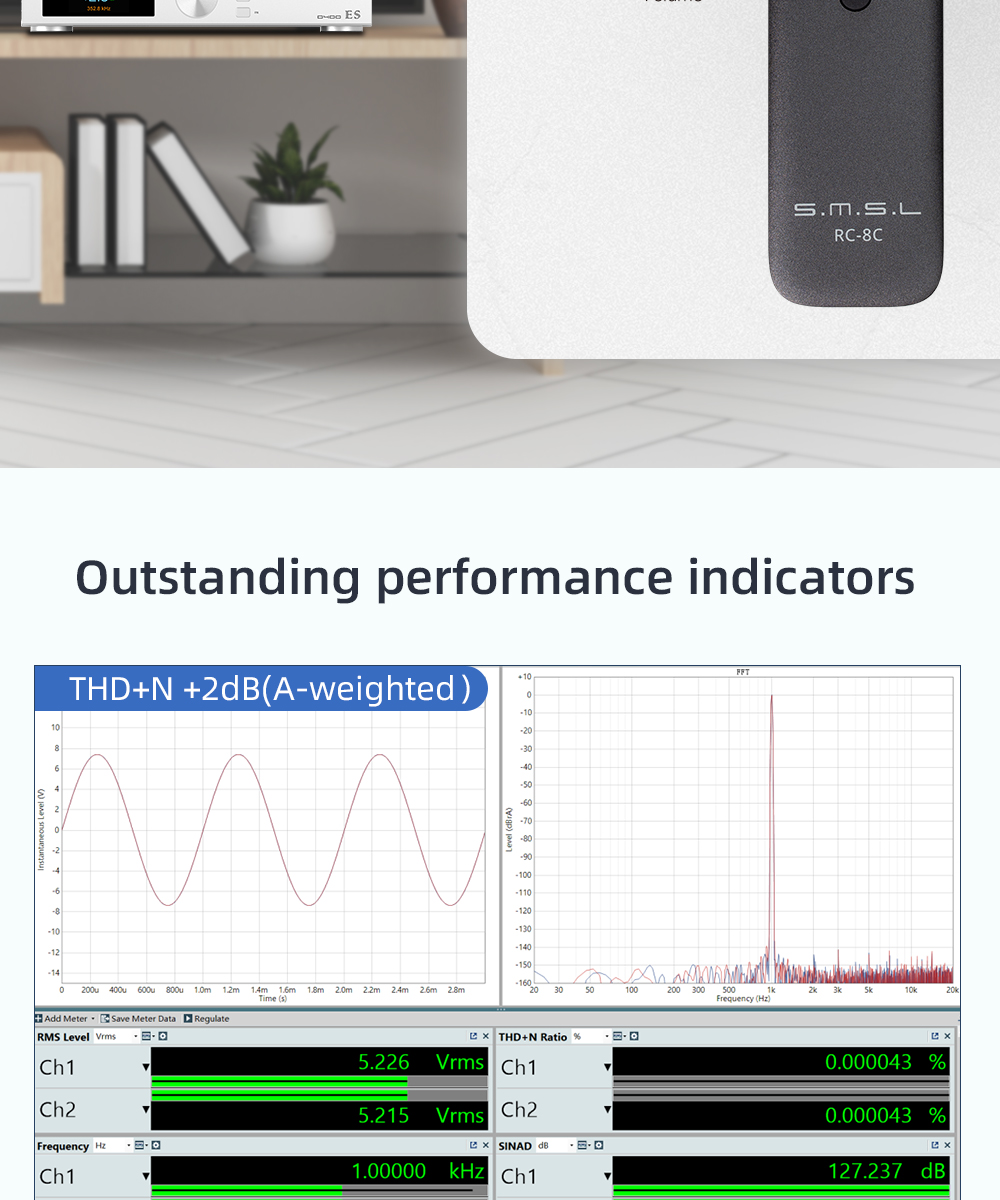 352.8 kHz
D400 ES
S.M.S.L
RC-8C
Outstanding performance indicators
THD+N +2dB(A-weighted)
Instantaneous Level (V)
10
8
6
4
2
0
-2
-4
-6
-8
-10
-12
-14
0 200u 400u 600u 800u 1.0m 1.2m 1.4m 1.6m 1.8m 2.0m 2.2m 2.4m 2.6m 2.8m
Time (s)
FFT
Level (dBrA)
+10
0
-10
-20
-30
-40
-50
-60
-70
-80
-90
-100
-110
-120
-130
-140
-150
-160
20 30 50 100 200 300 500 1k 2k 3k 5k 10k 20k
Frequency (Hz)
Add Meter Save Meter Data Regulate
RMS Level Vrms
Ch1 5.226 Vrms
Ch2 5.215 Vrms
THD+N Ratio %
Ch1 0.000043 %
Ch2 0.000043 %
Frequency Hz
Ch1 1.00000 kHz
SINAD dB
Ch1 127.237 dB